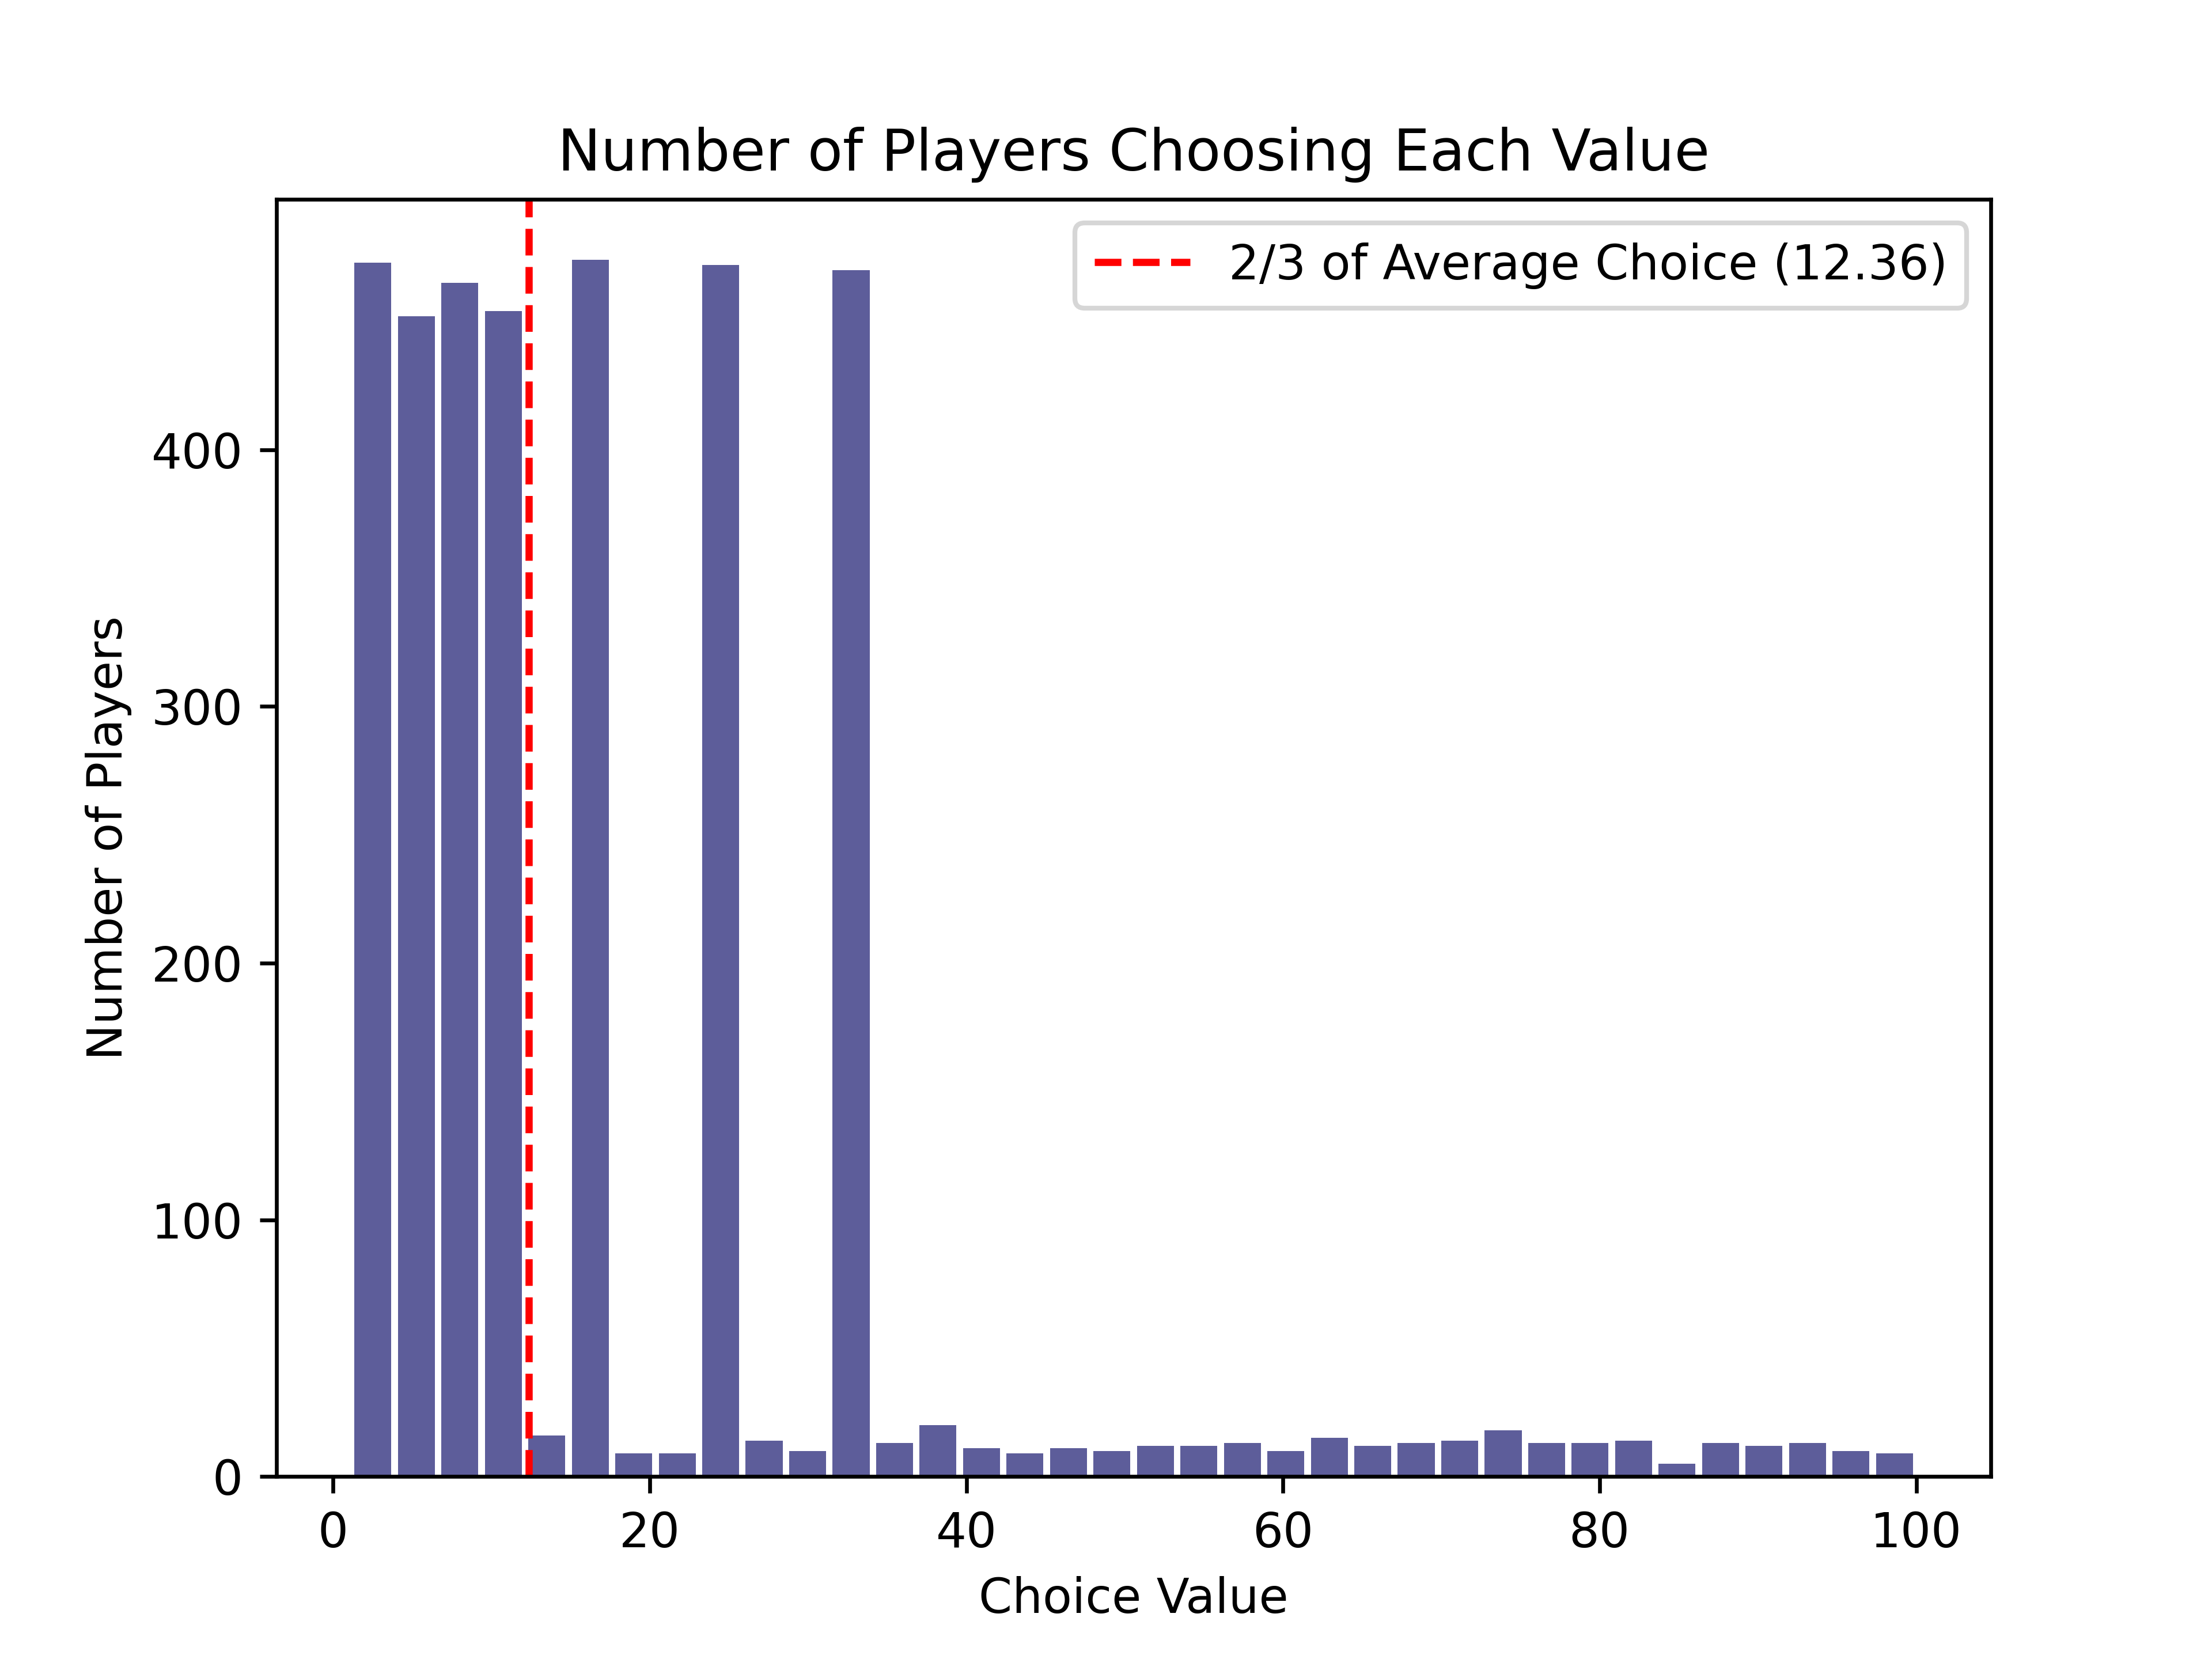 Number of Players Choosing Each Value
2/3 of Average Choice (12.36)
Number of Players
400
300
200
100
0
0 20 40 60 80 100
Choice Value